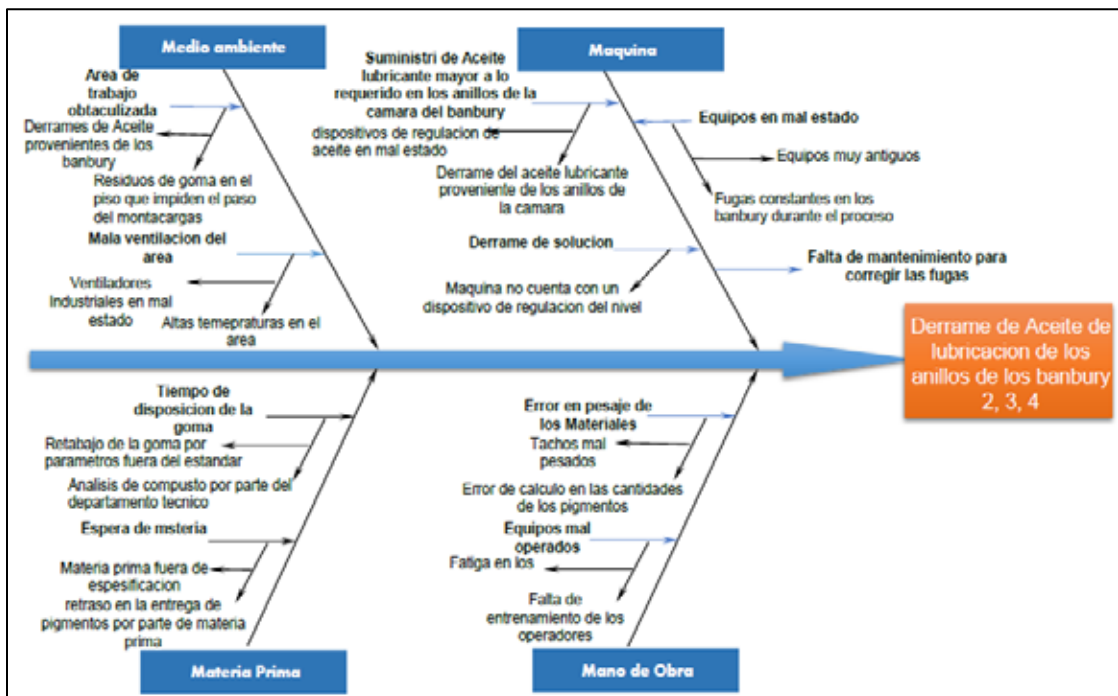 Medio ambiente
Maquina
Area de
trabajo
obtaculizada
Derrames de Aceite
provenientes de los
banbury
Residuos de goma en el
piso que impiden el paso
del montacargas
Mala ventilacion del
area
Ventiladores
Industriales en mal
estado
Altas temepraturas en el
area
Suministri de Aceite
lubricante mayor a lo
requerido en los anillos de la
camara del banbury
dispositivos de regulacion de
aceite en mal estado
Derrame del aceite lubricante
proveniente de los anillos de
la camara
Equipos en mal estado
Equipos muy antiguos
Fugas constantes en los
banbury durante el proceso
Derrame de solucion
Maquina no cuenta con un
dispositivo de regulacion del nivel
Falta de mantenimiento para
corregir las fugas
Derrame de Aceite de
lubricacion de los
anillos de los banbury
2, 3, 4
Tiempo de
disposicion de la
goma
Retabajo de la goma por
parametros fuera del estandar
Analisis de compusto por parte del
departamento tecnico
Espera de msteria
Materia prima fuera de
espesificacion
retraso en la entrega de
pigmentos por parte de materia
prima
Error en pesaje de
los Materiales
Tachos mal
pesados
Error de calculo en las cantidades
de los pigmentos
Equipos mal
operados
Fatiga en los
Falta de
entrenamiento de los
operadores
Materia Prima
Mano de Obra